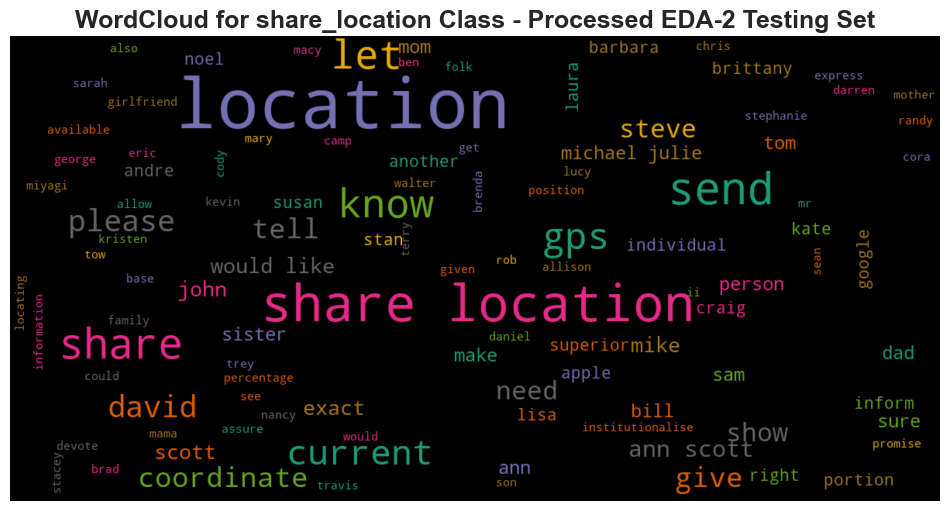 WordCloud for share_location Class - Processed EDA-2 Testing Set
also
noel
macy
let
mom
ben
folk
barbara
chris
brittany
laura
express
darren
mother
sarah
girlfriend
location
stephanie
randy
available
mary
camp
steve
tom
george
eric
cody
andre
another
get
michael julie
cora
miyagi
walter
lucy
position
send
brenda
allow
kevin
susan
know
mr
please
tell
stan
terry
gps
individual
kate
kristen
tow
rob
sean
google
would like
given
allison
base
john
share location
ii
person
craig
locating
information
family
share
sister
daniel
make
superior
mike
dad
could
trey
percentage
apple
sam
see
need
david
nancy
exact
lisa
bill
inform
sure
mama
assure
would
institutionalise
show
promise
devote
scott
current
ann scott
stacey
brad
coordinate
travis
ann
son
give
right
portion